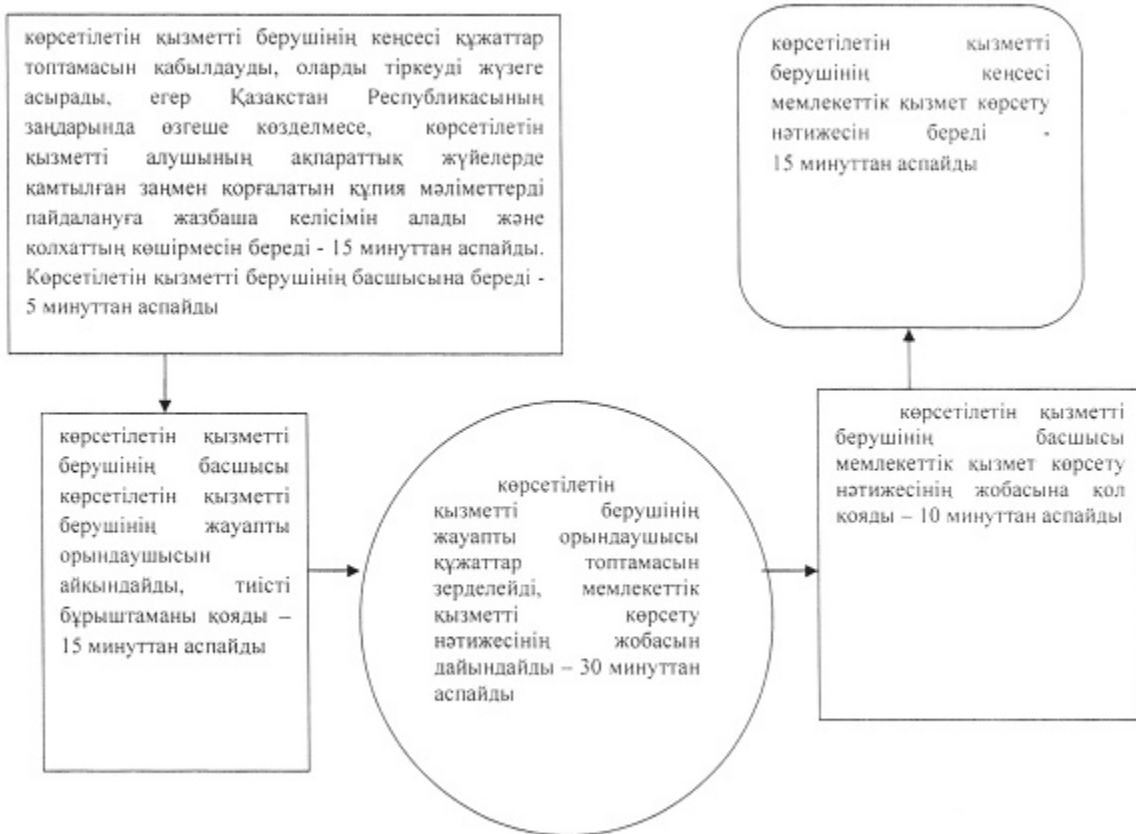 көрсетілетін қызметті берушінің кеңсесі құжаттар
топтамасын қабылдауды, оларды тіркеуді жүзеге
асырады, егер Қазақстан Республикасының
заңдарында өзгеше көзделмесе, көрсетілетін
қызметті алушының ақпараттық жүйелерде
қамтылған заңмен қорғалатын құпия мәліметтерді
пайдалануға жазбаша келісімін алады және
қолхаттың көшірмесін береді - 15 минуттан аспайды.
Көрсетілетін қызметті берушінің басшысына береді -
5 минуттан аспайды
көрсетілетін қызметті
берушінің басшысы
көрсетілетін қызметті
берушінің жауапты
орындаушысын
айқындайды, тиісті
бұрыштаманы қояды –
15 минуттан аспайды
көрсетілетін
қызметті берушінің
жауапты орындаушысы
құжаттар топтамасын
зерделейді, мемлекеттік
қызметті көрсету
нәтижесінің жобасын
дайындайды – 30 минуттан
аспайды
көрсетілетін қызметті
берушінің басшысы
мемлекеттік қызмет көрсету
нәтижесінің жобасына қол
қояды – 10 минуттан аспайды
көрсетілетін қызметті
берушінің кеңсесі
мемлекеттік қызмет көрсету
нәтижесін береді -
15 минуттан аспайды